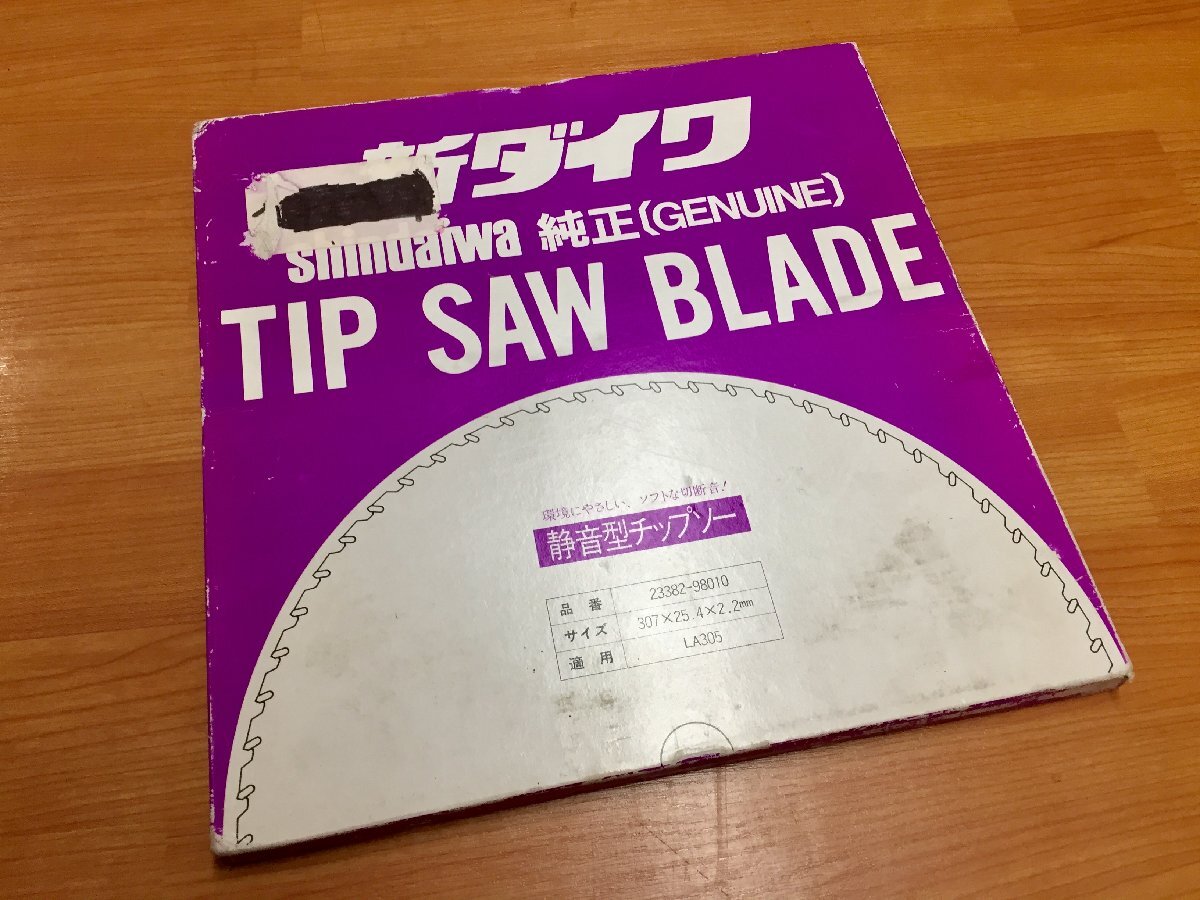 新ダイワ
shindaiwa 純正(GENUINE)
TIP SAW BLADE
環境にやさしい、ソフトな切断音!
静音型チップソー
品番 23382-98010
サイズ 307×25.4×2.2mm
適用 LA305